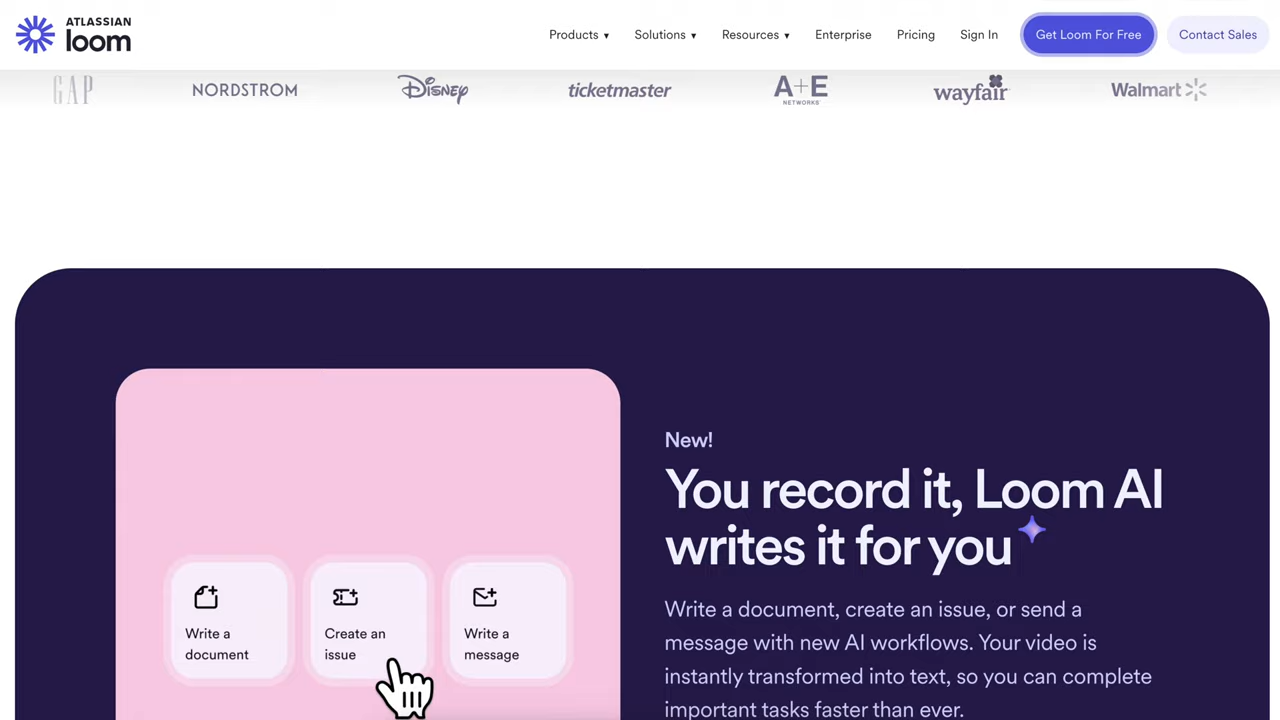 ATLASSIAN
loom
Products ▾ Solutions ▾ Resources ▾ Enterprise Pricing Sign In Get Loom For Free Contact Sales
GAP NORDSTROM Disney ticketmaster A+E NETWORKS wayfair Walmart
New!
You record it, Loom AI
writes it for you
Write a document, create an issue, or send a
message with new AI workflows. Your video is
instantly transformed into text, so you can complete
important tasks faster than ever.
Write a
document
Create an
issue
Write a
message